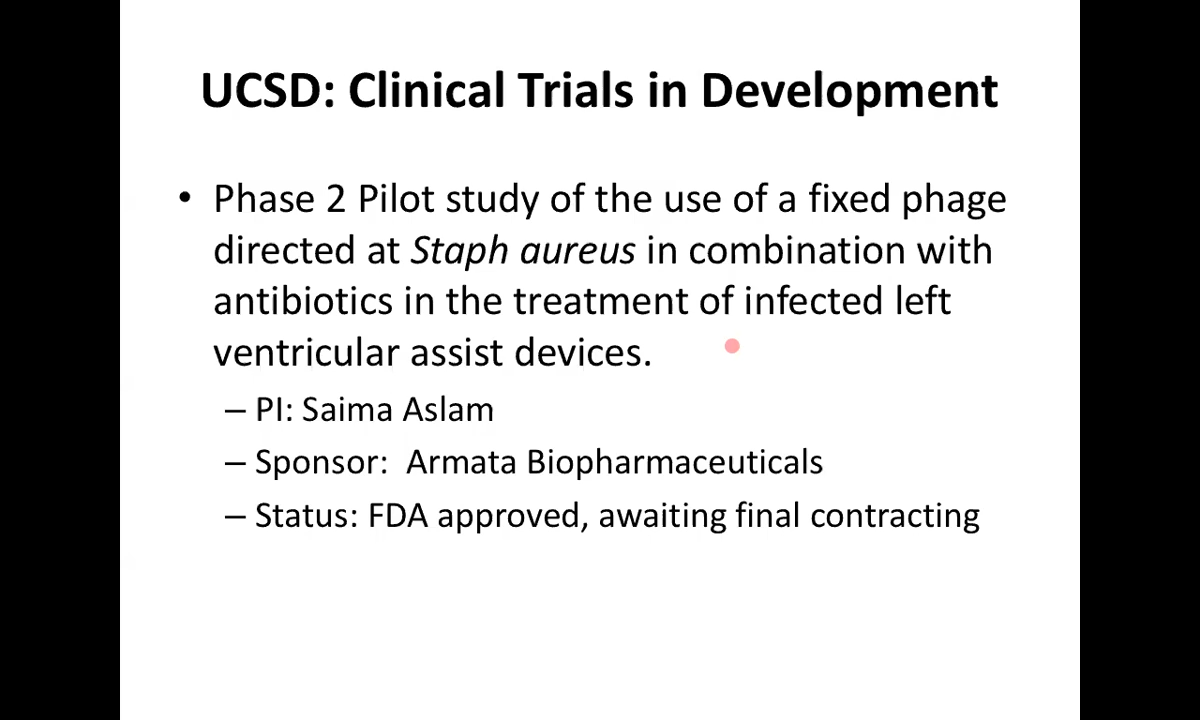 UCSD: Clinical Trials in Development
• Phase 2 Pilot study of the use of a fixed phage
directed at Staph aureus in combination with
antibiotics in the treatment of infected left
ventricular assist devices.
– PI: Saima Aslam
– Sponsor:  Armata Biopharmaceuticals
– Status: FDA approved, awaiting final contracting